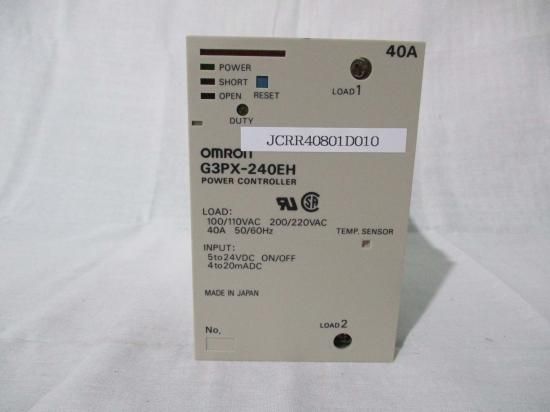 40A
POWER
SHORT
OPEN RESET
LOAD1
DUTY
JCRR40801D010
OMRON
G3PX-240EH
POWER CONTROLLER
LOAD:
100/110VAC 200/220VAC
40A 50/60Hz
TEMP. SENSOR
INPUT:
5to24VDC ON/OFF
4to20mADC
MADE IN JAPAN
No.
LOAD2